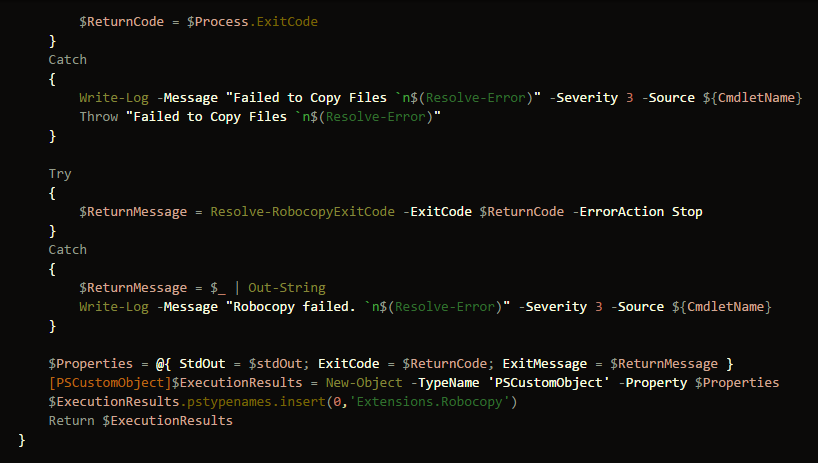 $ReturnCode = $Process.ExitCode
}
Catch
{
Write-Log -Message "Failed to Copy Files `n$(Resolve-Error)" -Severity 3 -Source ${CmdletName}
Throw "Failed to Copy Files `n$(Resolve-Error)"
}
Try
{
$ReturnMessage = Resolve-RobocopyExitCode -ExitCode $ReturnCode -ErrorAction Stop
}
Catch
{
$ReturnMessage = $_ | Out-String
Write-Log -Message "Robocopy failed. `n$(Resolve-Error)" -Severity 3 -Source ${CmdletName}
}
$Properties = @{ StdOut = $stdOut; ExitCode = $ReturnCode; ExitMessage = $ReturnMessage }
[PSCustomObject]$ExecutionResults = New-Object -TypeName 'PSCustomObject' -Property $Properties
$ExecutionResults.pstypenames.insert(0,'Extensions.Robocopy')
Return $ExecutionResults
}